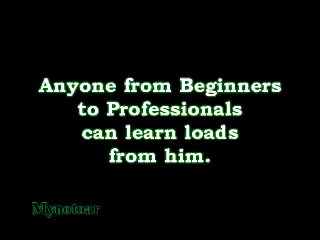 Anyone from Beginners
to Professionals
can learn loads
from him.
Mynotoar